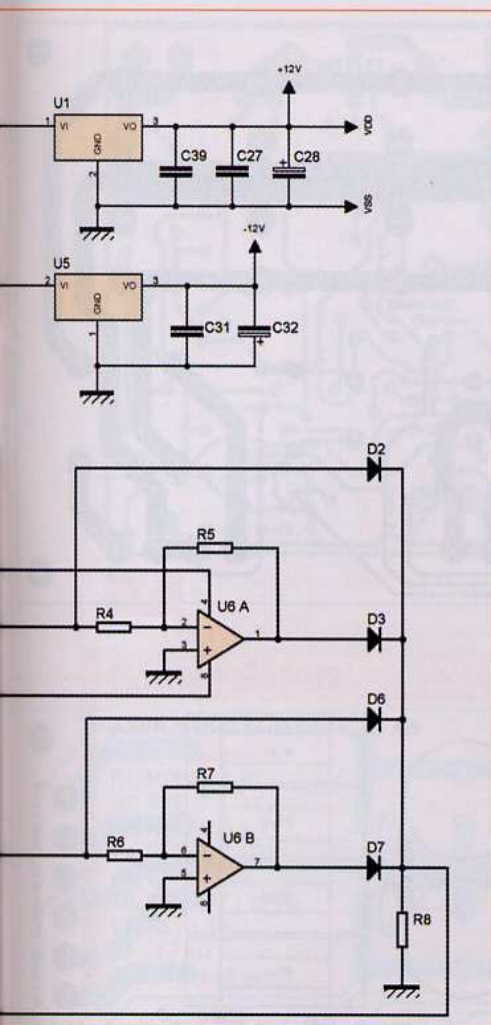 +12V
U1
1 VI VO 3
GND
2
C39 C27 C28
+
VDD
VSS
-12V
U5
2 VI VO 3
GND
1
C31 C32
+
D2
R5
4
U6 A
R4
2 −
1
D3
3 +
8
D6
R7
4
U6 B
R6
6 −
7
D7
5 +
8
R8